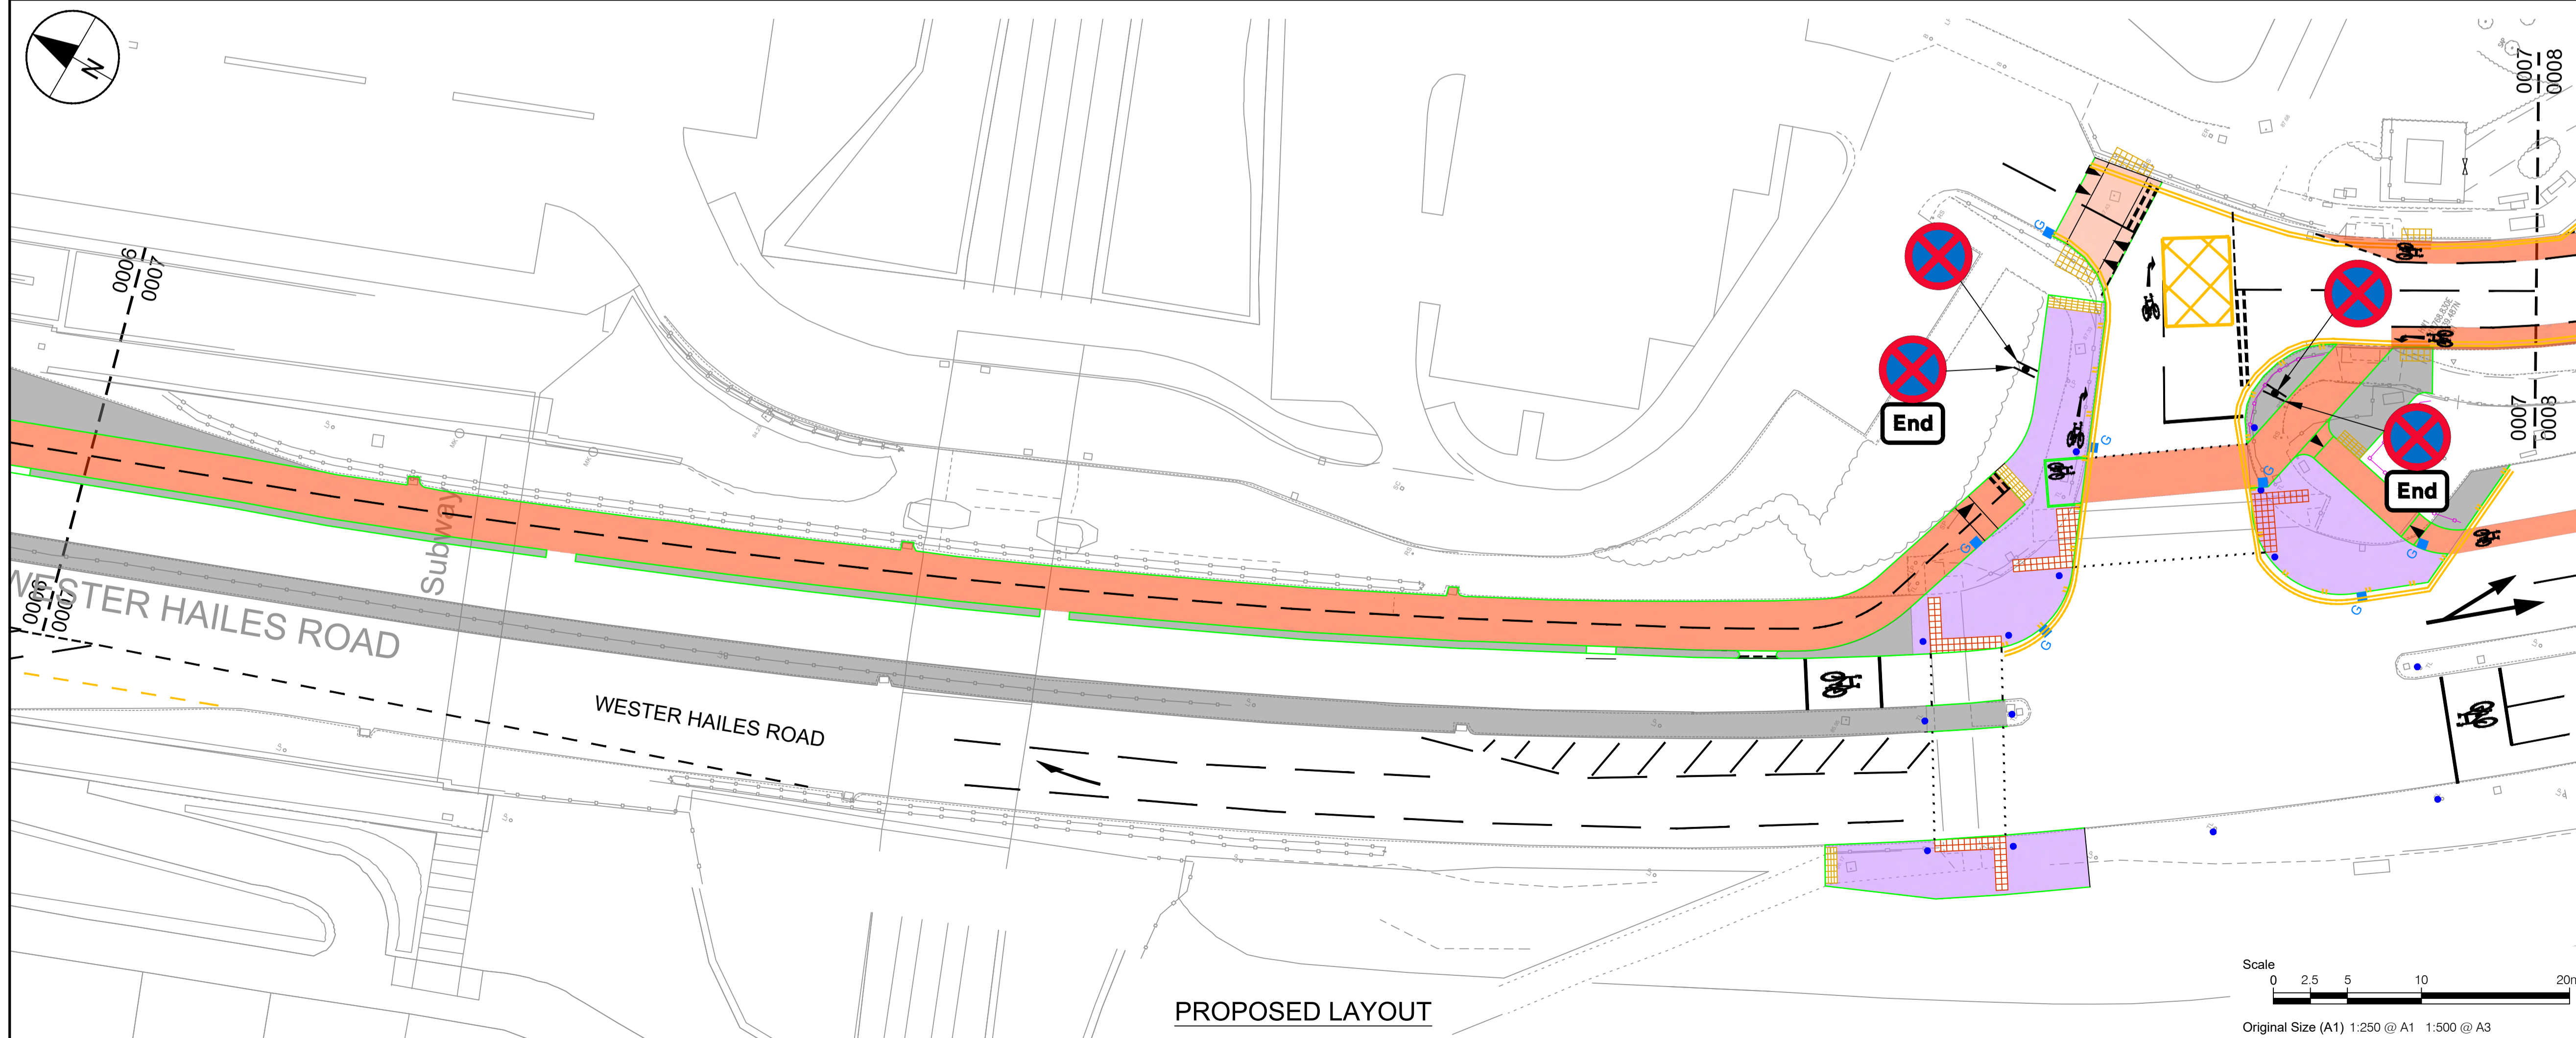 N
0006
0007
0006
0007
WESTER HAILES ROAD
Subway
WESTER HAILES ROAD
End
End
G
G
G
G
G
G
G
0007
0008
0007
0008
PROPOSED LAYOUT
Scale
0 2.5 5 10 20m
Original Size (A1) 1:250 @ A1 1:500 @ A3